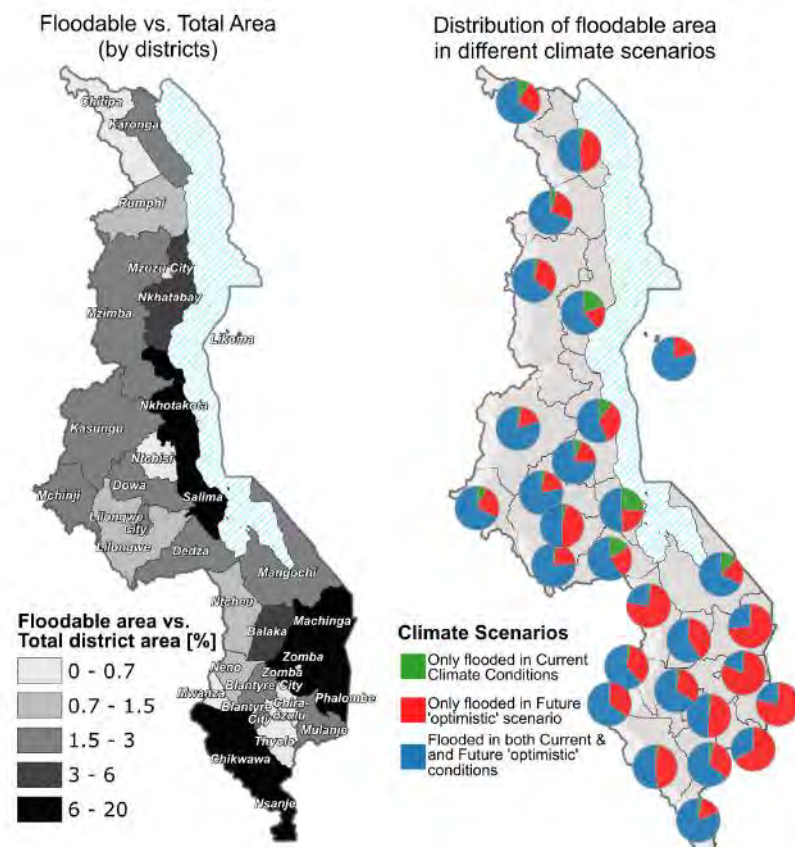 Floodable vs. Total Area
(by districts)
Distribution of floodable area
in different climate scenarios
Chitipa
Karonga
Rumphi
Mzuzu City
Nkhatabay
Mzimba
Likoma
Nkhotakota
Kasungu
Ntchisi
Mchinji
Dowa
Salima
Lilongwe
City
Lilongwe
Dedza
Mangochi
Ntcheu
Machinga
Balaka
Zomba
Neno
Zomba
Blantyre City
Mwanza
Phalombe
Blantyre
City
Chira-
dzulu
Mulanje
Thyolo
Chikwawa
Nsanje
Floodable area vs.
Total district area [%]
0 - 0.7
0.7 - 1.5
1.5 - 3
3 - 6
6 - 20
Climate Scenarios
Only flooded in Current
Climate Conditions
Only flooded in Future
'optimistic' scenario
Flooded in both Current &
and Future 'optimistic'
conditions